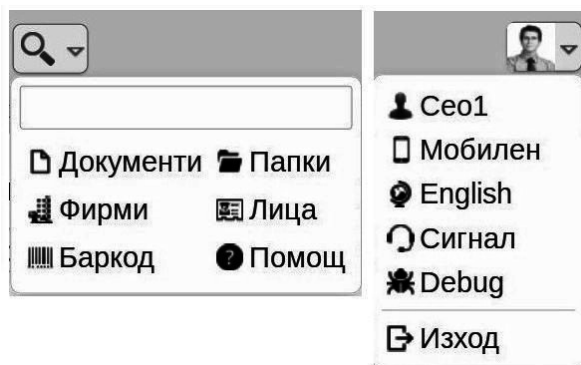 Документи Папки
Фирми Лица
Баркод Помощ
Ceo1
Мобилен
English
Сигнал
Debug
Изход